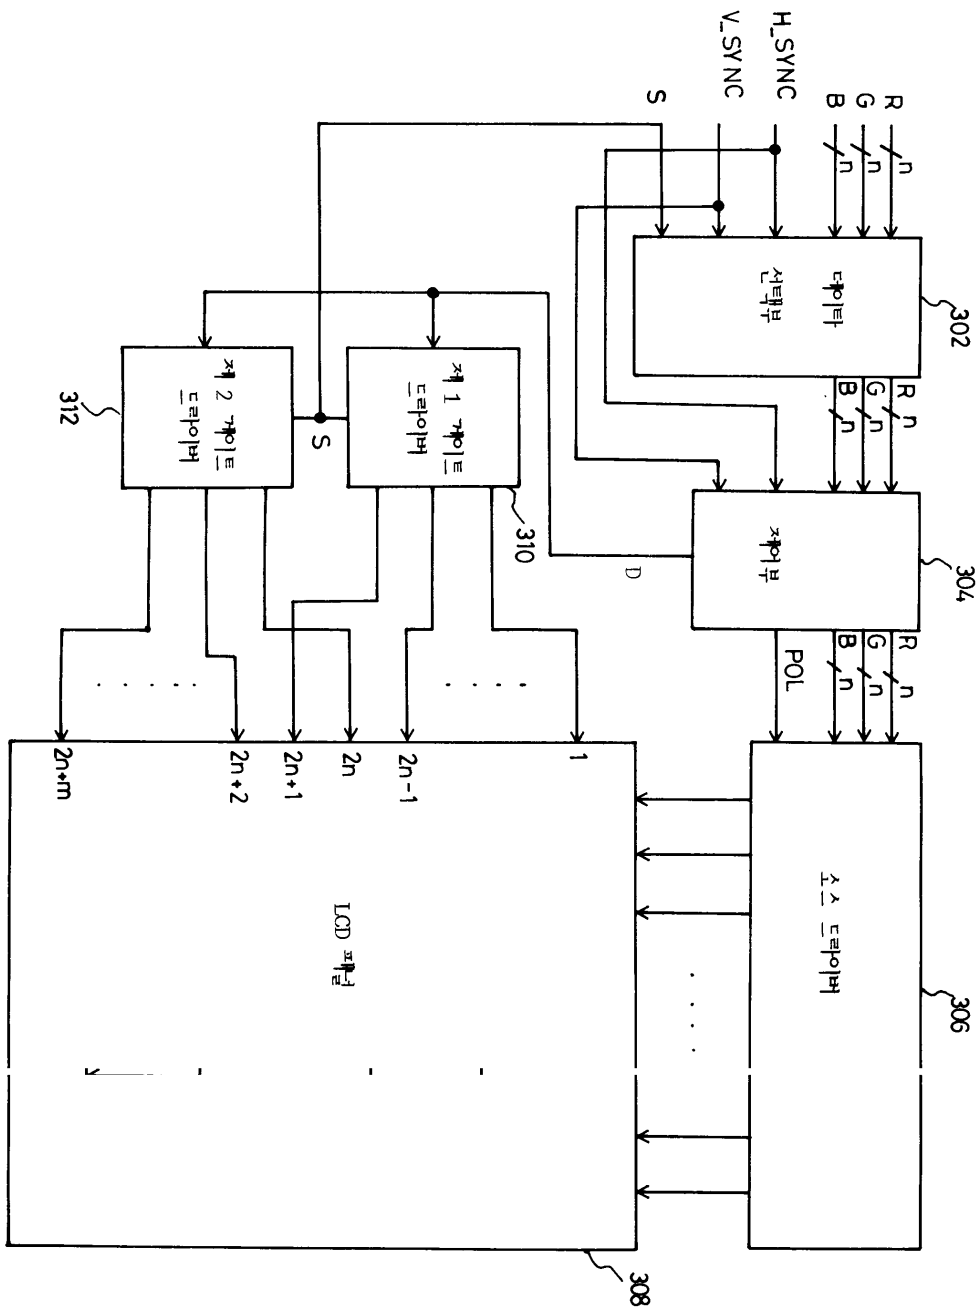 R
G
B
n
n
n
H_SYNC
V_SYNC
S
데이타
선택부
302
R
G
B
n
n
n
제어부
304
D
R
G
B
n
n
n
POL
소스 드라이버
306
제 1 게이트
드라이버
310
S
제 2 게이트
드라이버
312
1
2n-1
2n
2n+1
2n+2
2n+m
LCD 패널
308